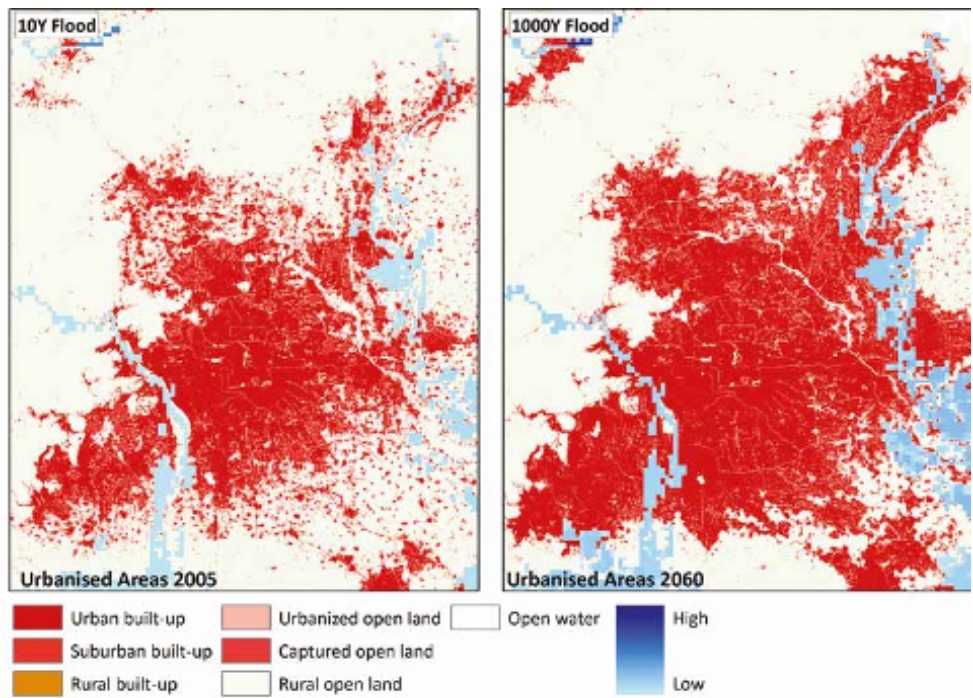 10Y Flood
1000Y Flood
Urbanised Areas 2005
Urbanised Areas 2060
Urban built-up
Urbanized open land
Open water
High
Suburban built-up
Captured open land
Rural built-up
Rural open land
Low